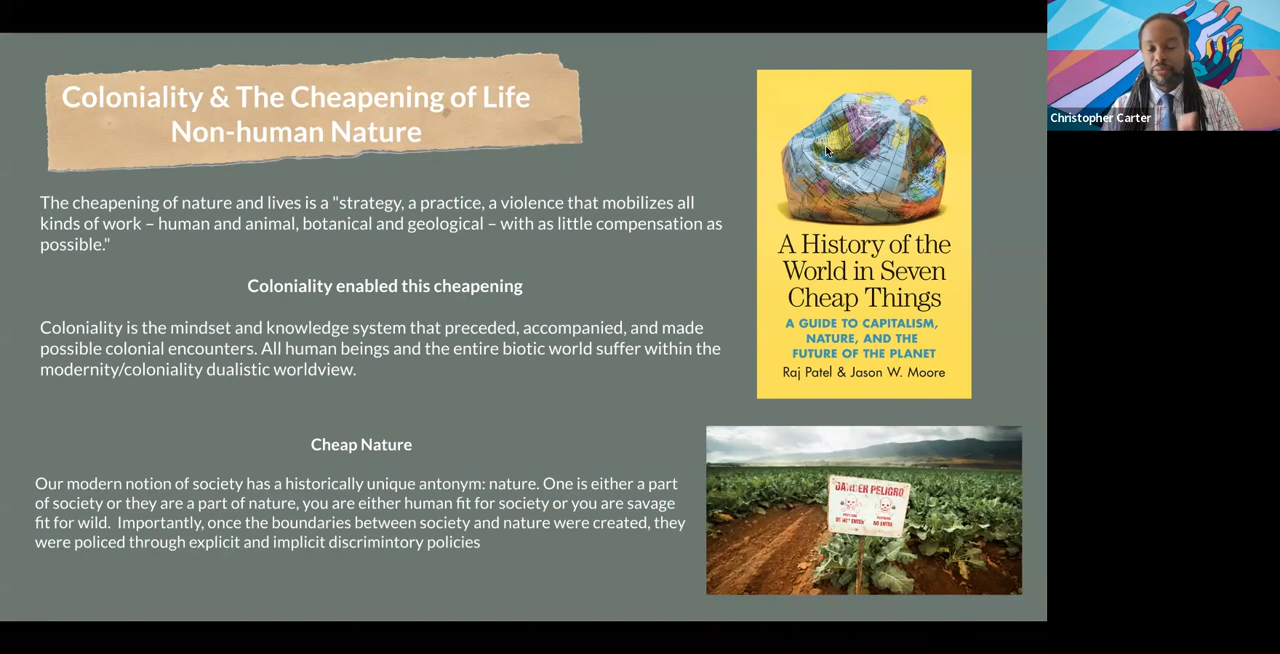 Coloniality & The Cheapening of Life
Non-human Nature
The cheapening of nature and lives is a "strategy, a practice, a violence that mobilizes all
kinds of work – human and animal, botanical and geological – with as little compensation as
possible."
Coloniality enabled this cheapening
Coloniality is the mindset and knowledge system that preceded, accompanied, and made
possible colonial encounters. All human beings and the entire biotic world suffer within the
modernity/coloniality dualistic worldview.
Cheap Nature
Our modern notion of society has a historically unique antonym: nature. One is either a part
of society or they are a part of nature, you are either human fit for society or you are savage
fit for wild. Importantly, once the boundaries between society and nature were created, they
were policed through explicit and implicit discrimintory policies
A History of the
World in Seven
Cheap Things
A GUIDE TO CAPITALISM,
NATURE, AND THE
FUTURE OF THE PLANET
Raj Patel & Jason W. Moore
DANGER PELIGRO
DO NOT ENTER
NO ENTRE
Christopher Carter